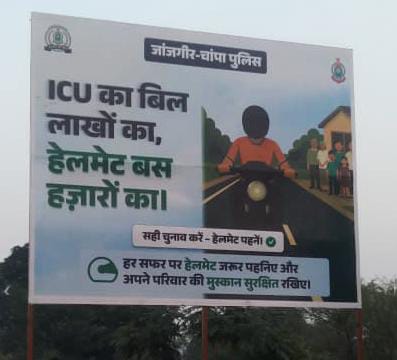 जांजगीर-चांपा पुलिस
ICU का बिल
लाखों का,
हेलमेट बस
हज़ारों का।
सही चुनाव करें - हेलमेट पहनें।
हर सफर पर हेलमेट जरूर पहनिए और
अपने परिवार की मुस्कान सुरक्षित रखिए।